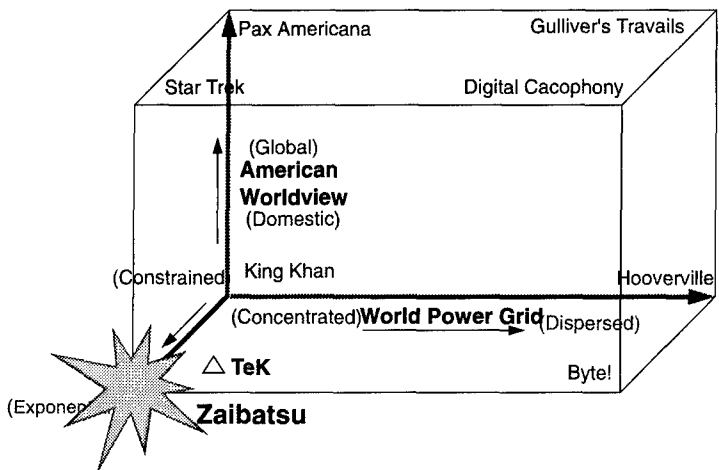 Pax Americana
Gulliver's Travails
Star Trek
Digital Cacophony
(Global)
American
Worldview
(Domestic)
(Constrained)
King Khan
Hooverville
(Concentrated)
World Power Grid
(Dispersed)
△ TeK
Byte!
(Exponen
Zaibatsu